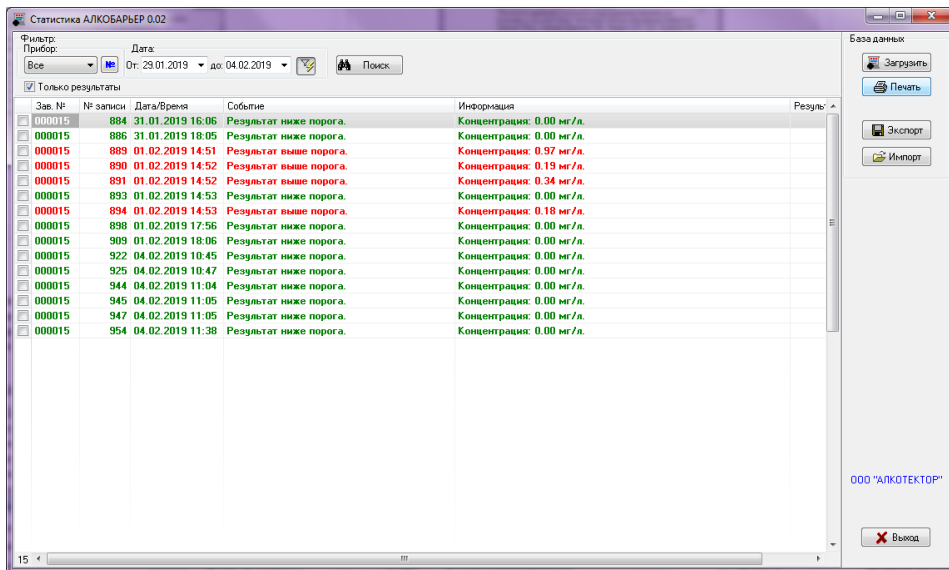 Статистика АЛКОБАРЬЕР 0.02
Фильтр:
База данных
Прибор: Дата:
Все № От: 29.01.2019 до: 04.02.2019 Поиск
Загрузить
Только результаты
Печать
Зав. № № записи Дата/Время Событие Информация Результ
000015 884 31.01.2019 16:06 Результат ниже порога. Концентрация: 0.00 мг/л.
000015 886 31.01.2019 18:05 Результат ниже порога. Концентрация: 0.00 мг/л.
Экспорт
000015 889 01.02.2019 14:51 Результат выше порога. Концентрация: 0.97 мг/л.
Импорт
000015 890 01.02.2019 14:52 Результат выше порога. Концентрация: 0.19 мг/л.
000015 891 01.02.2019 14:52 Результат выше порога. Концентрация: 0.34 мг/л.
000015 893 01.02.2019 14:53 Результат ниже порога. Концентрация: 0.00 мг/л.
000015 894 01.02.2019 14:53 Результат выше порога. Концентрация: 0.18 мг/л.
000015 898 01.02.2019 17:56 Результат ниже порога. Концентрация: 0.00 мг/л.
000015 909 01.02.2019 18:06 Результат ниже порога. Концентрация: 0.00 мг/л.
000015 922 04.02.2019 10:45 Результат ниже порога. Концентрация: 0.00 мг/л.
000015 925 04.02.2019 10:47 Результат ниже порога. Концентрация: 0.00 мг/л.
000015 944 04.02.2019 11:04 Результат ниже порога. Концентрация: 0.00 мг/л.
000015 945 04.02.2019 11:05 Результат ниже порога. Концентрация: 0.00 мг/л.
000015 947 04.02.2019 11:05 Результат ниже порога. Концентрация: 0.00 мг/л.
000015 954 04.02.2019 11:38 Результат ниже порога. Концентрация: 0.00 мг/л.
ООО "АЛКОТЕКТОР"
Выход
15